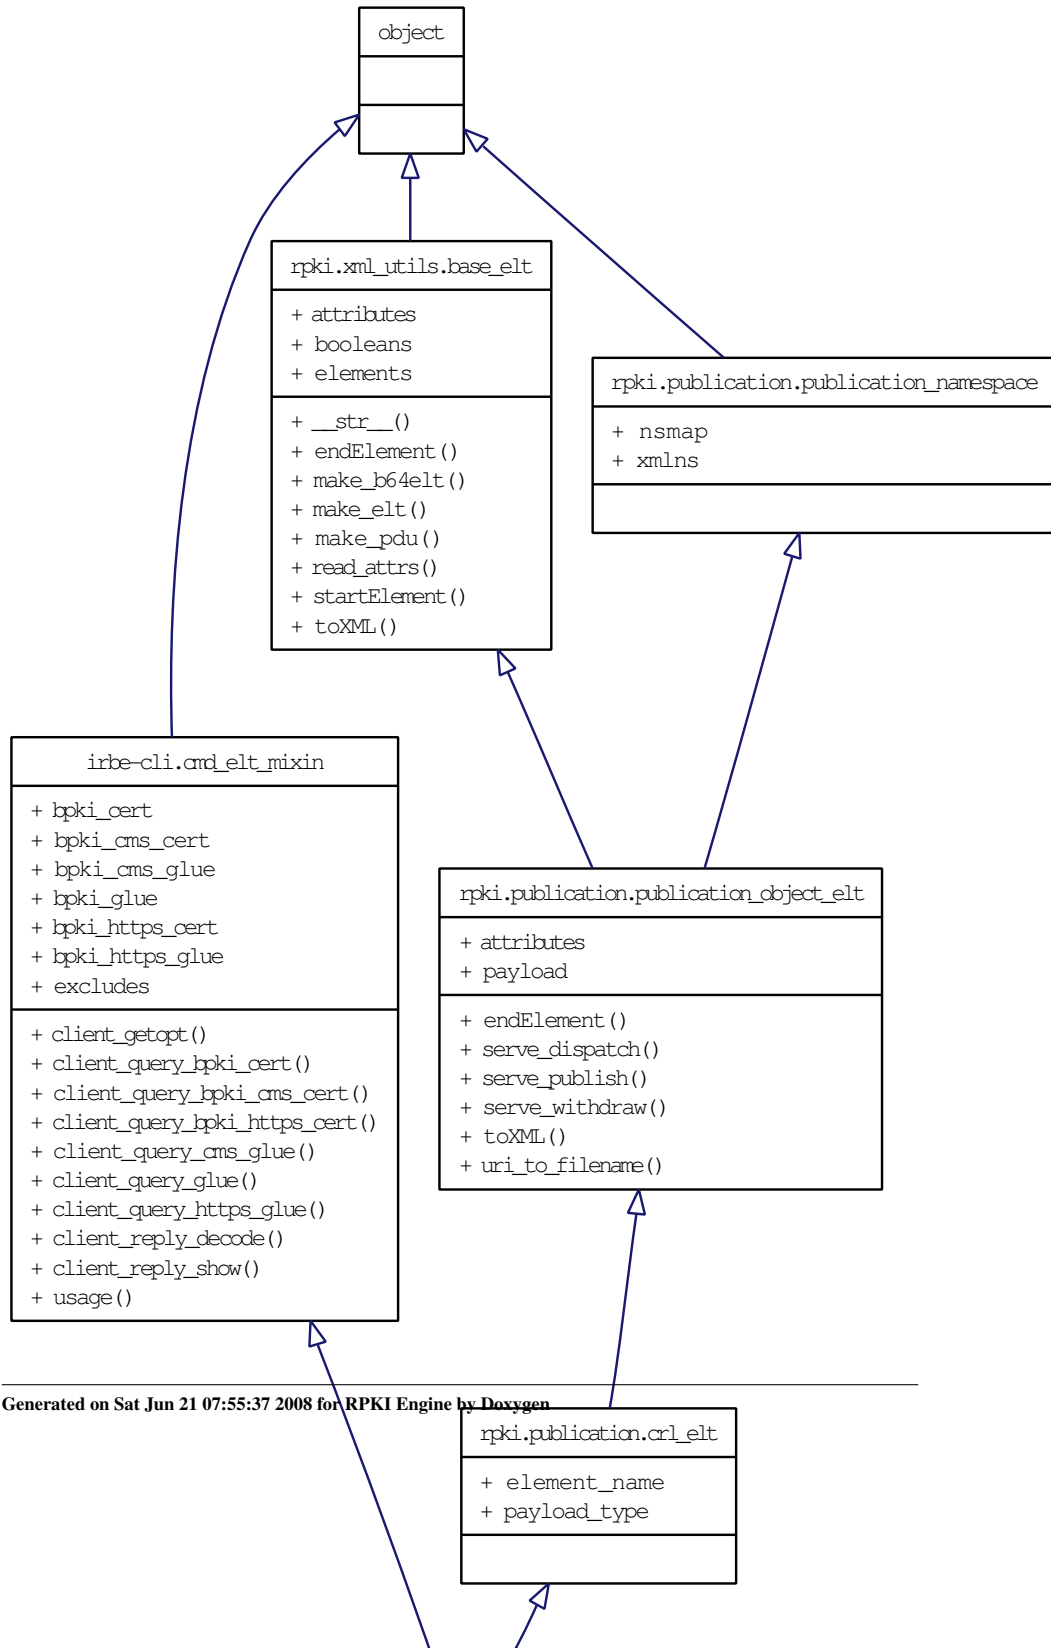 object
rpki.xml_utils.base_elt
+ attributes
+ booleans
+ elements
+ __str__()
+ endElement()
+ make_b64elt()
+ make_elt()
+ make_pdu()
+ read_attrs()
+ startElement()
+ toXML()
rpki.publication.publication_namespace
+ nsmap
+ xmlns
irbe-cli.cmd_elt_mixin
+ bpki_cert
+ bpki_cms_cert
+ bpki_cms_glue
+ bpki_glue
+ bpki_https_cert
+ bpki_https_glue
+ excludes
+ client_getopt()
+ client_query_bpki_cert()
+ client_query_bpki_cms_cert()
+ client_query_bpki_https_cert()
+ client_query_cms_glue()
+ client_query_glue()
+ client_query_https_glue()
+ client_reply_decode()
+ client_reply_show()
+ usage()
rpki.publication.publication_object_elt
+ attributes
+ payload
+ endElement()
+ serve_dispatch()
+ serve_publish()
+ serve_withdraw()
+ toXML()
+ uri_to_filename()
Generated on Sat Jun 21 07:55:37 2008 for RPKI Engine by Doxygen
rpki.publication.crl_elt
+ element_name
+ payload_type